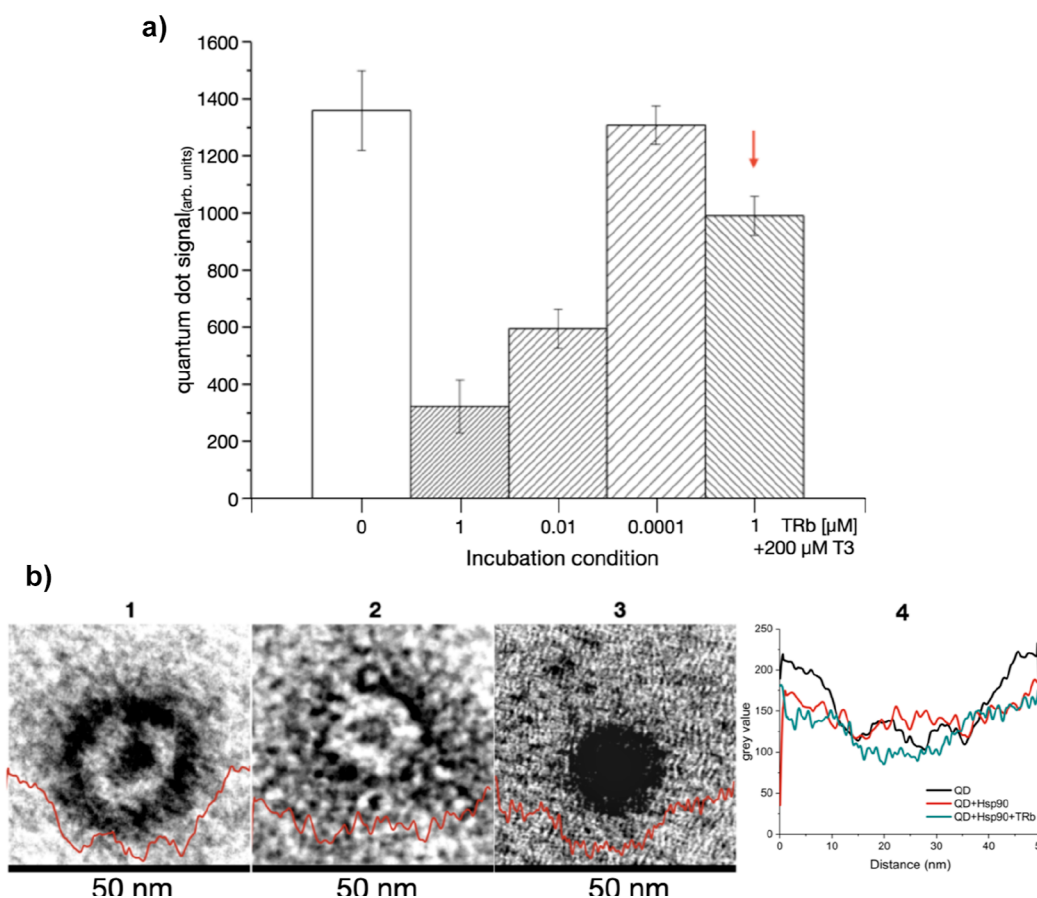 a)
1600
1400
1200
1000
800
600
400
200
0
quantum dot signal(arb. units)
0 1 0.01 0.0001 1 TRb [µM]
+200 µM T3
Incubation condition
b)
1 2 3 4
50 nm 50 nm 50 nm
250
200
150
100
50
0
grey value
QD
QD+Hsp90
QD+Hsp90+TRb
0 10 20 30 40
Distance (nm)